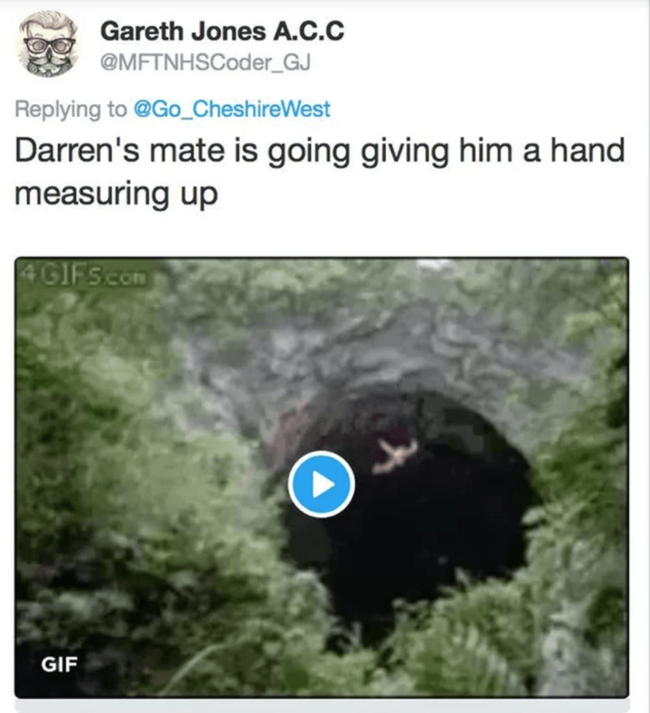 Gareth Jones A.C.C
@MFTNHSCoder_GJ
Replying to @Go_CheshireWest
Darren's mate is going giving him a hand
measuring up
4GIFS.com
GIF